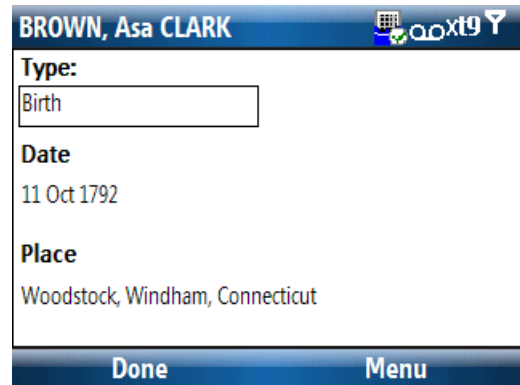 BROWN, Asa CLARK xt9
Type:
Birth
Date
11 Oct 1792
Place
Woodstock, Windham, Connecticut
Done Menu